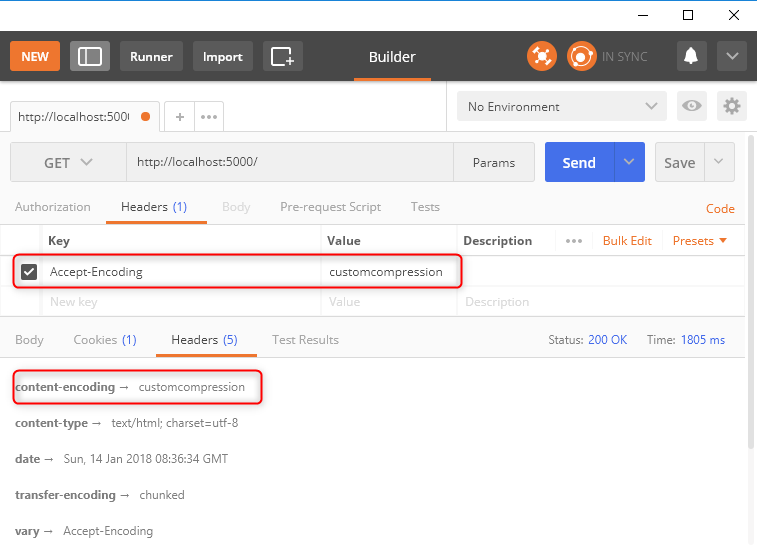 NEW Runner Import Builder IN SYNC
http://localhost:5000 + ••• No Environment
GET http://localhost:5000/ Params Send Save
Authorization Headers (1) Body Pre-request Script Tests Code
Key Value Description ••• Bulk Edit Presets
Accept-Encoding customcompression
New key Value Description
Body Cookies (1) Headers (5) Test Results Status: 200 OK Time: 1805 ms
content-encoding → customcompression
content-type → text/html; charset=utf-8
date → Sun, 14 Jan 2018 08:36:34 GMT
transfer-encoding → chunked
vary → Accept-Encoding